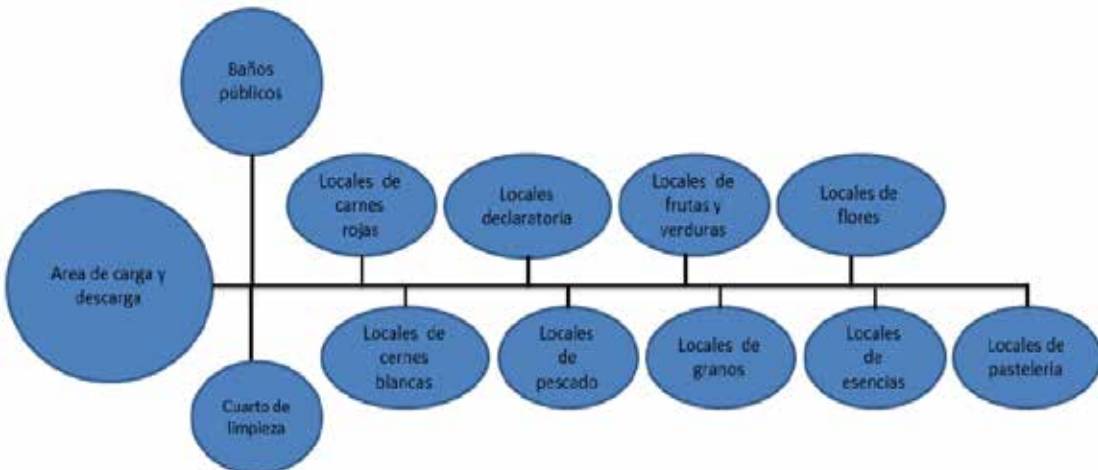 Baños
públicos
Locales de
carnes
rojas
Locales
declaratoria
Locales de
frutas y
verduras
Locales de
flores
Area de carga y
descarga
Locales de
cernes
blancas
Locales
de
pescado
Locales de
granos
Locales
de
esencias
Locales de
pasteleria
Cuarto de
limpieza